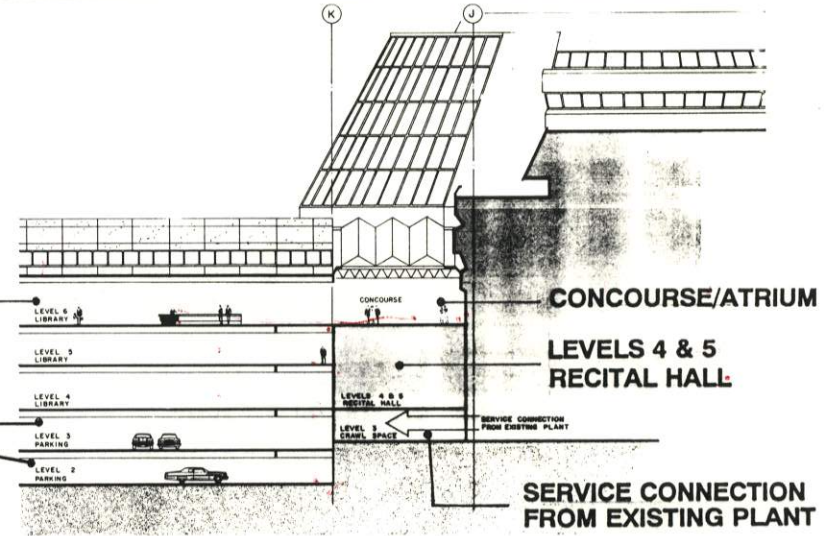 K
J
LEVEL 6
LIBRARY
CONCOURSE
CONCOURSE/ATRIUM
LEVEL 5
LIBRARY
LEVELS 4 & 5
RECITAL HALL
LEVEL 4
LIBRARY
LEVELS 4 & 5
RECITAL HALL
LEVEL 3
PARKING
LEVEL 3
CRAWL SPACE
SERVICE CONNECTION
FROM EXISTING PLANT
LEVEL 2
PARKING
SERVICE CONNECTION
FROM EXISTING PLANT